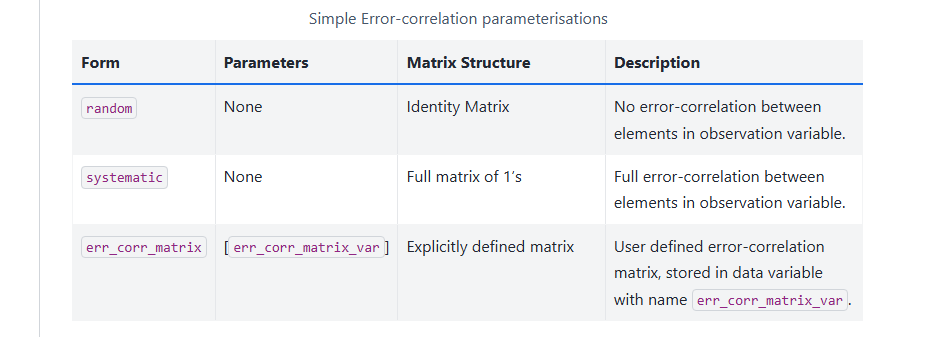 Simple Error-correlation parameterisations
Form Parameters Matrix Structure Description
random None Identity Matrix No error-correlation between
elements in observation variable.
systematic None Full matrix of 1's Full error-correlation between
elements in observation variable.
err_corr_matrix [err_corr_matrix_var] Explicitly defined matrix User defined error-correlation
matrix, stored in data variable
with name err_corr_matrix_var.